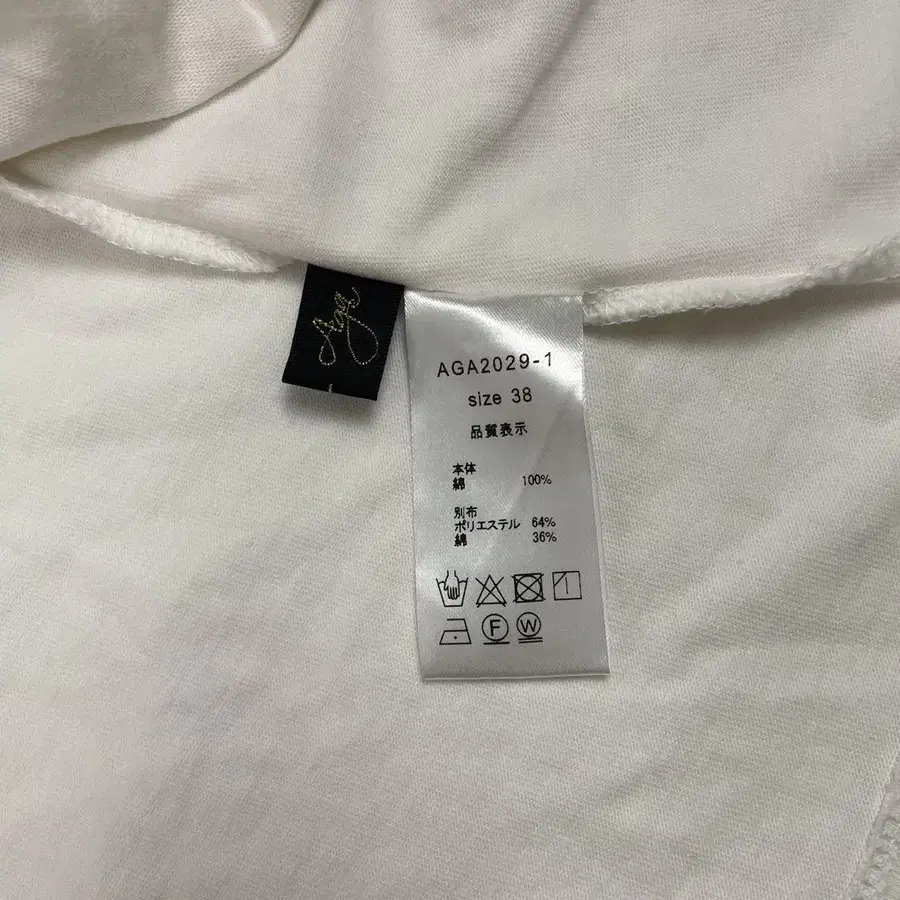 Aga
AGA2029-1
size 38
品質表示
本体
綿 100%
別布
ポリエステル 64%
綿 36%
F W